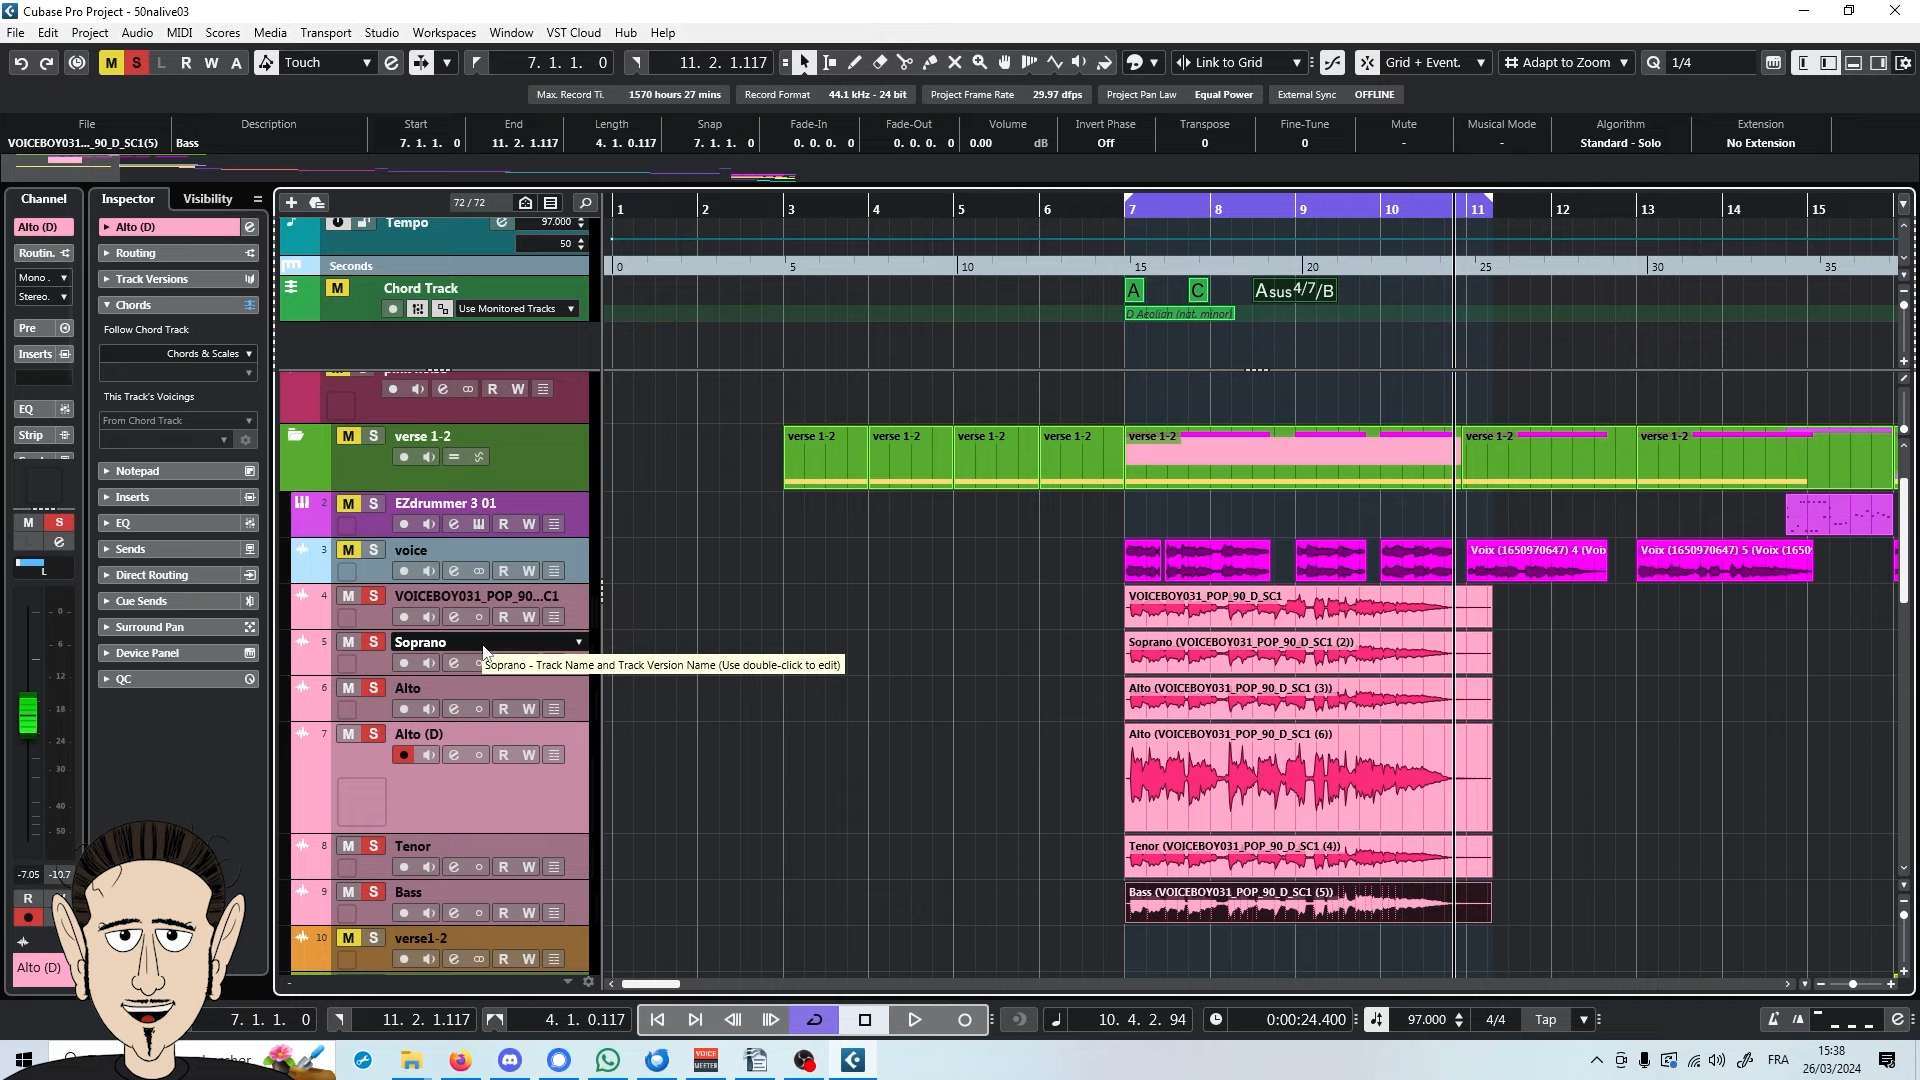 Cubase Pro Project - 50nalive03
File Edit Project Audio MIDI Scores Media Transport Studio Workspaces Window VST Cloud Hub Help
M S L R W A Touch 7. 1. 1. 0 11. 2. 1.117 Link to Grid Grid + Event. Adapt to Zoom Q 1/4
Max. Record Ti. 1570 hours 27 mins Record Format 44.1 kHz - 24 bit Project Frame Rate 29.97 dfps Project Pan Law Equal Power External Sync OFFLINE
File Description Start End Length Snap Fade-In Fade-Out Volume Invert Phase Transpose Fine-Tune Mute Musical Mode Algorithm Extension
VOICEBOY031..._90_D_SC1(5) Bass 7. 1. 1. 0 11. 2. 1.117 4. 1. 0.117 7. 1. 1. 0 0. 0. 0. 0 0. 0. 0. 0 0.00 dB Off 0 0 - - Standard - Solo No Extension
Channel Inspector Visibility 72 / 72 1 2 3 4 5 6 7 8 9 10 11 12 13 14 15
Alto (D) Alto (D) Tempo 97.000
50
Routin. Routing Seconds 0 5 10 15 20 25 30 35
Mono . Track Versions M Chord Track A C Asus4/7/B
Stereo. Chords Use Monitored Tracks D Aeolian (nat. minor)
Pre Follow Chord Track
Inserts Chords & Scales
This Track's Voicings
EQ From Chord Track R W
Strip M S verse 1-2 verse 1-2 verse 1-2 verse 1-2 verse 1-2 verse 1-2 verse 1-2 verse 1-2
Notepad
Inserts 2 M S EZdrummer 3 01
M S EQ R W
Sends 3 M S voice Voix (1650970647) 4 (Voi Voix (1650970647) 5 (Voix (1650
L Direct Routing R W
Cue Sends 4 M S VOICEBOY031_POP_90...C1 VOICEBOY031_POP_90_D_SC1
0 Surround Pan R W
6 Device Panel 5 M S Soprano Soprano (VOICEBOY031_POP_90_D_SC1 (2))
12 QC Soprano - Track Name and Track Version Name (Use double-click to edit)
18 6 M S Alto Alto (VOICEBOY031_POP_90_D_SC1 (3))
R W
24 7 M S Alto (D) Alto (VOICEBOY031_POP_90_D_SC1 (6))
30 R W
40
50
8 M S Tenor Tenor (VOICEBOY031_POP_90_D_SC1 (4))
-7.05 -10.7 R W
R 9 M S Bass Bass (VOICEBOY031_POP_90_D_SC1 (5))
R W
10 M S verse1-2
Alto (D) R W
7. 1. 1. 0 11. 2. 1.117 4. 1. 0.117 10. 4. 2. 94 0:00:24.400 97.000 4/4 Tap
VOICE MEETER FRA 15:38
26/03/2024